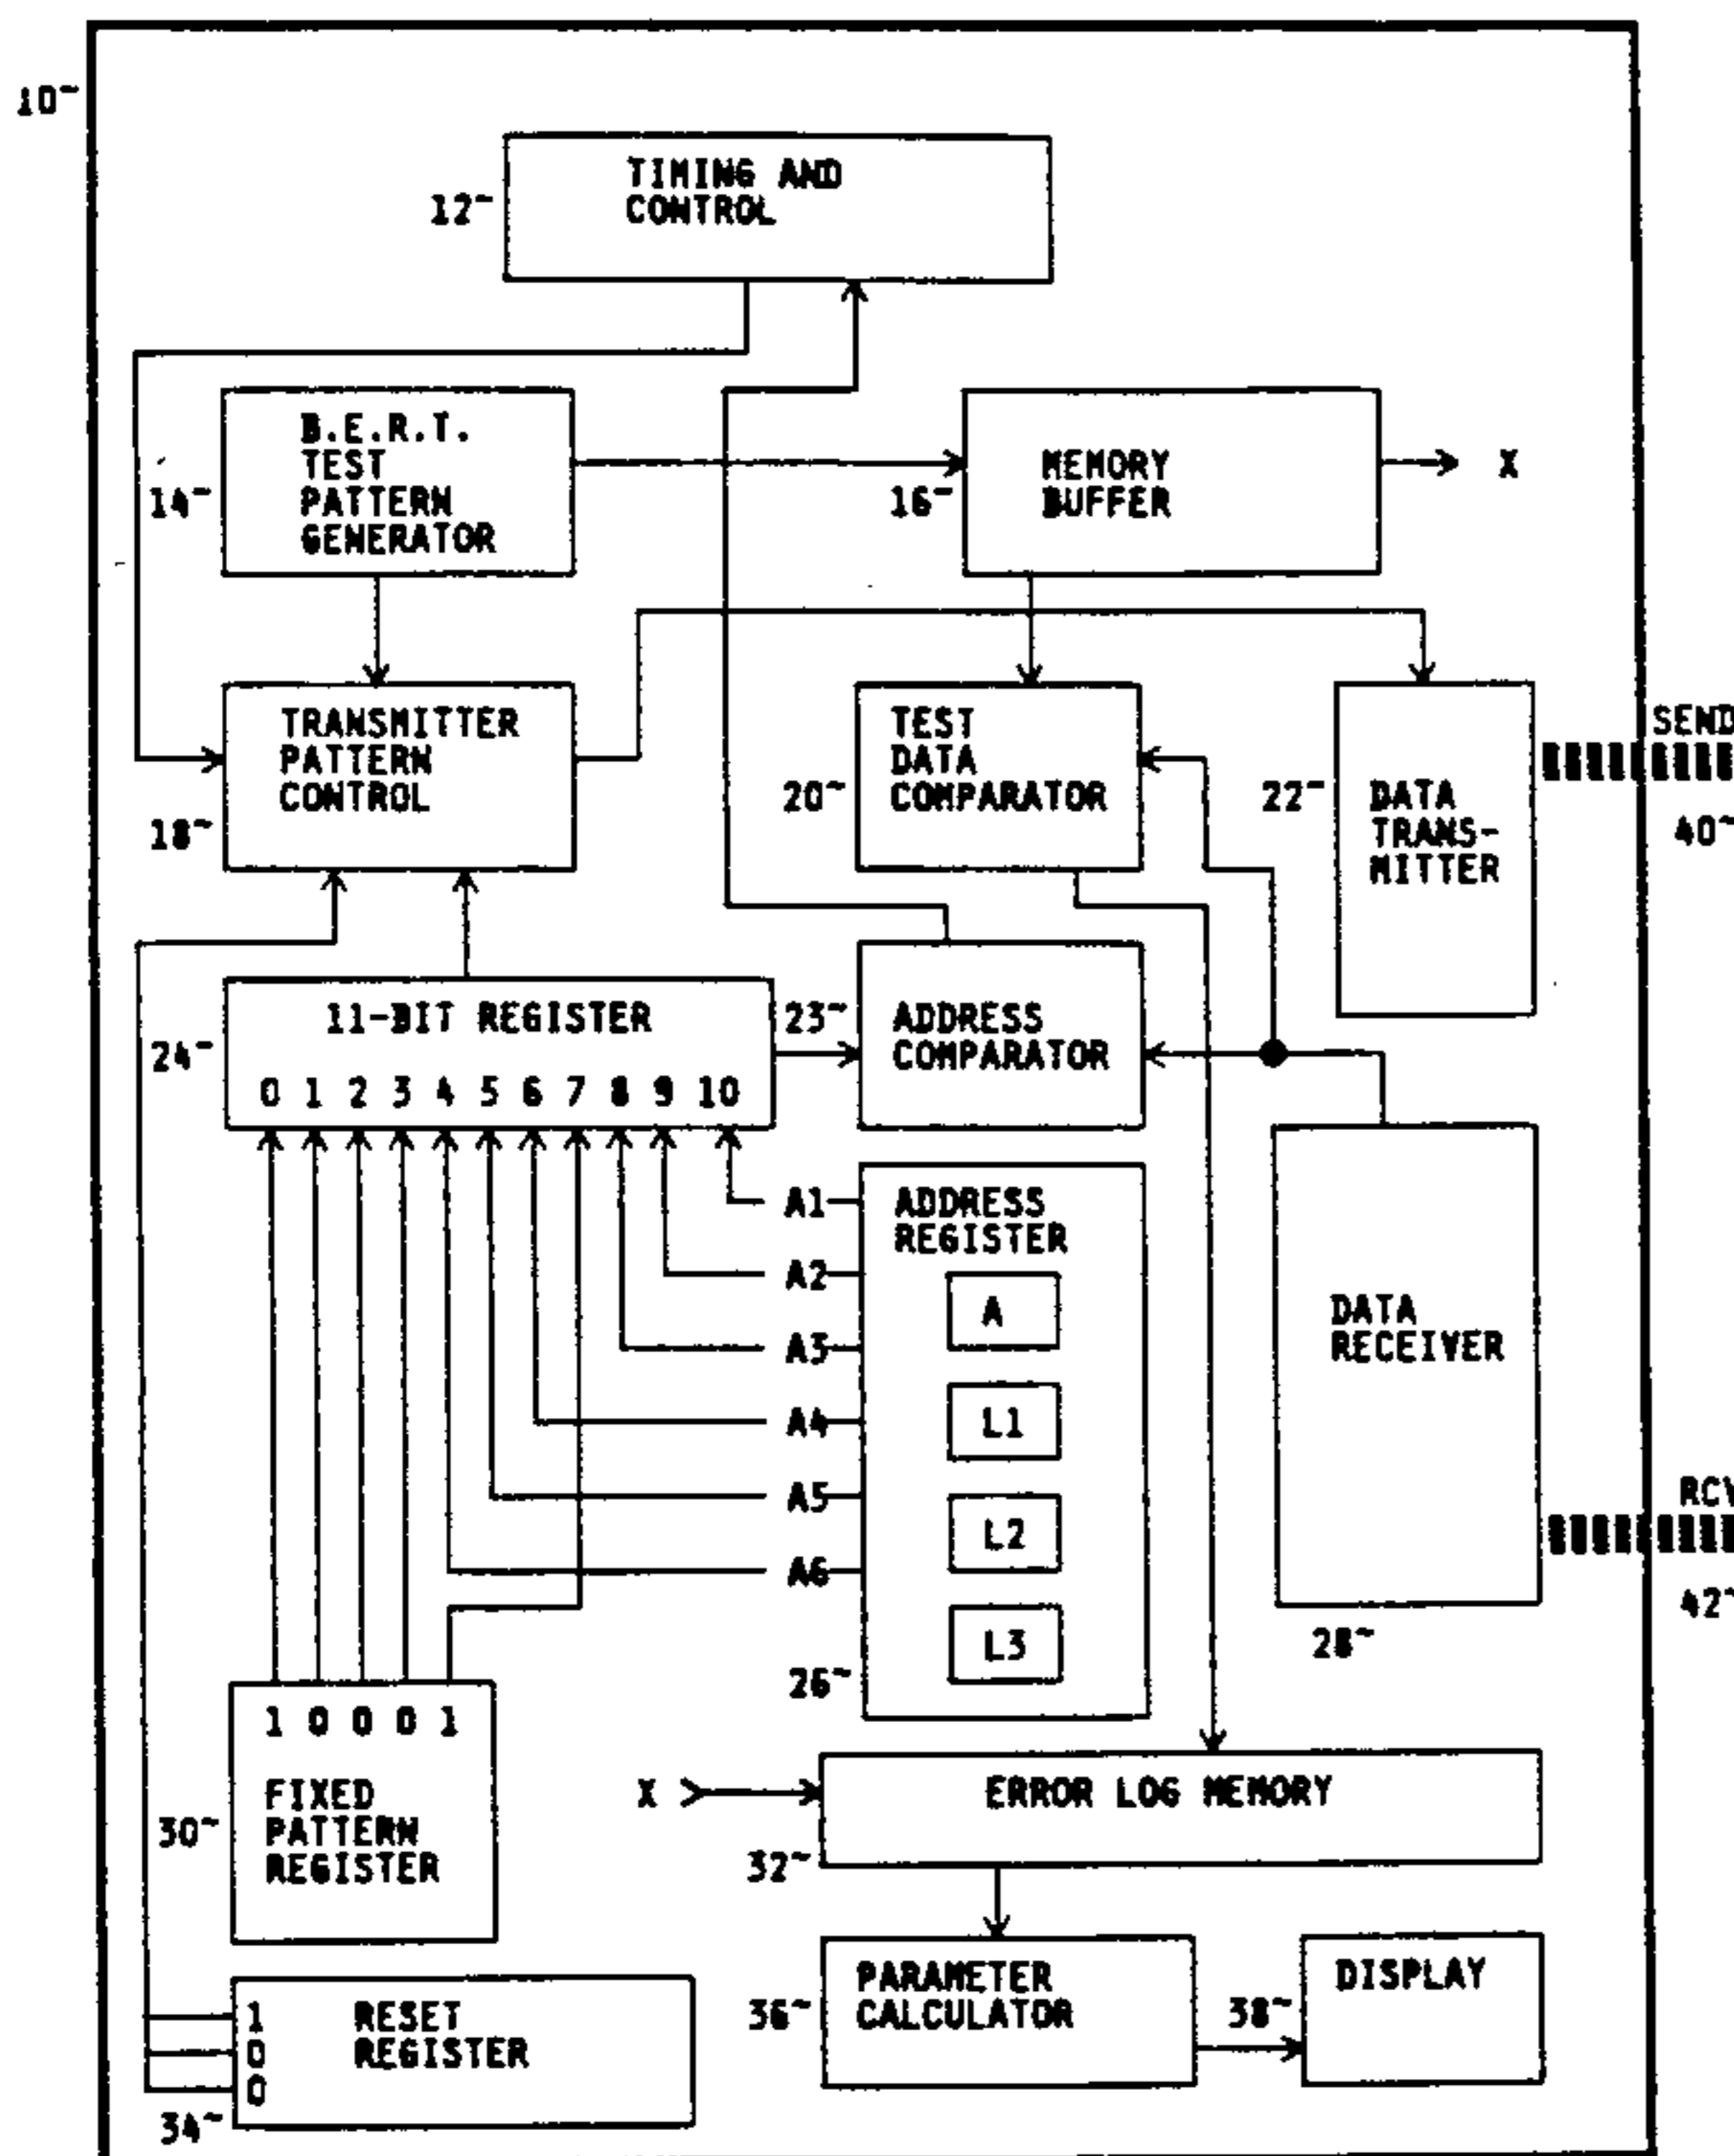 10~
TIMING AND
CONTROL
12~
B.E.R.T.
TEST
PATTERN
GENERATOR
14~
MEMORY
BUFFER
16~
X
TRANSMITTER
PATTERN
CONTROL
18~
TEST
DATA
COMPARATOR
20~
DATA
TRANS-
MITTER
22~
SEND
40~
11-BIT REGISTER
24~
0 1 2 3 4 5 6 7 8 9 10
23~
ADDRESS
COMPARATOR
A1
A2
A3
A4
A5
A6
ADDRESS
REGISTER
A
L1
L2
L3
26~
DATA
RECEIVER
28~
RCV
42~
1 0 0 0 1
FIXED
PATTERN
REGISTER
30~
X
ERROR LOG MEMORY
32~
PARAMETER
CALCULATOR
36~
DISPLAY
38~
1
0
0
RESET
REGISTER
34~